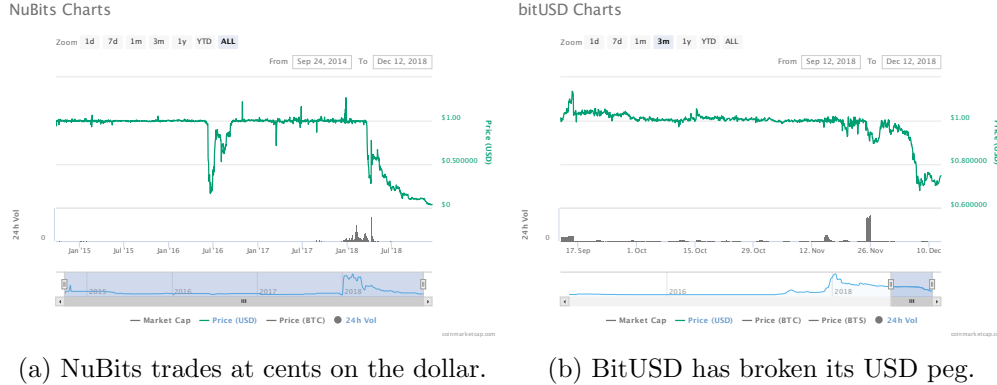 NuBits Charts
Zoom 1d 7d 1m 3m 1y YTD ALL
From Sep 24, 2014 To Dec 12, 2018
$1.00
$0.500000
$0
Price (USD)
24h Vol
0
Jan '15 Jul '15 Jan '16 Jul '16 Jan '17 Jul '17 Jan '18 Jul '18
2015 2016 2017 2018
Market Cap Price (USD) Price (BTC) 24h Vol
coinmarketcap.com
(a) NuBits trades at cents on the dollar.
bitUSD Charts
Zoom 1d 7d 1m 3m 1y YTD ALL
From Sep 12, 2018 To Dec 12, 2018
$1.00
$0.800000
$0.600000
Price (USD)
24h Vol
0
17. Sep 1. Oct 15. Oct 29. Oct 12. Nov 26. Nov 10. Dec
2016 2018
Market Cap Price (USD) Price (BTC) Price (BTS) 24h Vol
coinmarketcap.co
(b) BitUSD has broken its USD peg.